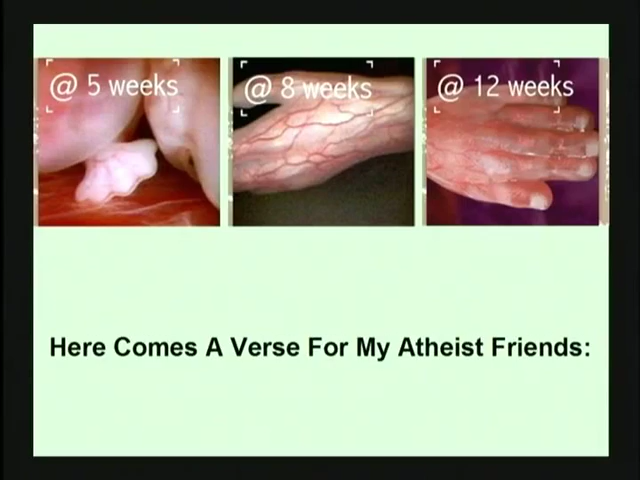 @ 5 weeks
@ 8 weeks
@ 12 weeks
Here Comes A Verse For My Atheist Friends: